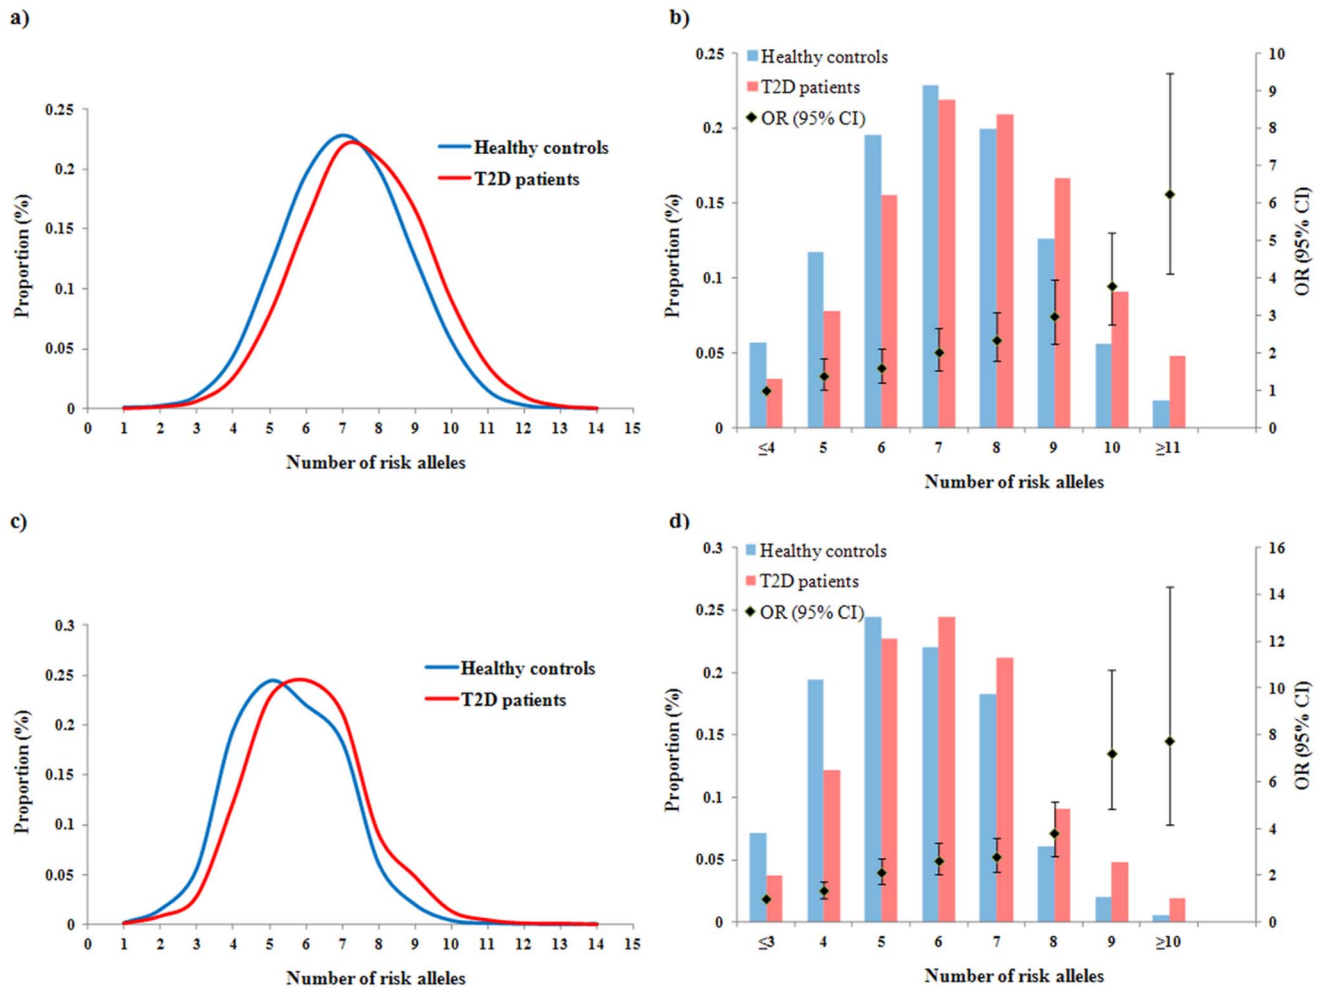 a)
0.25
0.2
0.15
0.1
0.05
0
0 1 2 3 4 5 6 7 8 9 10 11 12 13 14 15
Proportion (%)
Number of risk alleles
Healthy controls
T2D patients
b)
0.25
0.2
0.15
0.1
0.05
0
≤4 5 6 7 8 9 10 ≥11
Proportion (%)
Number of risk alleles
Healthy controls
T2D patients
OR (95% CI)
10
9
8
7
6
5
4
3
2
1
0
OR (95% CI)
c)
0.3
0.25
0.2
0.15
0.1
0.05
0
0 1 2 3 4 5 6 7 8 9 10 11 12 13 14 15
Proportion (%)
Number of risk alleles
Healthy controls
T2D patients
d)
0.3
0.25
0.2
0.15
0.1
0.05
0
≤3 4 5 6 7 8 9 ≥10
Proportion (%)
Number of risk alleles
Healthy controls
T2D patients
OR (95% CI)
16
14
12
10
8
6
4
2
0
OR (95% CI)